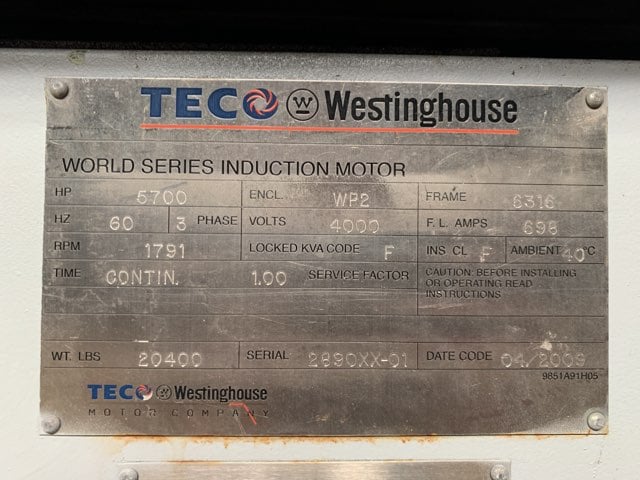 TECO W Westinghouse
WORLD SERIES INDUCTION MOTOR
HP 5700 ENCL. WP2 FRAME 6316
HZ 60 3 PHASE VOLTS 4000 F.L. AMPS 698
RPM 1791 LOCKED KVA CODE F INS CL F AMBIENT 40°C
TIME CONTIN. 1.00 SERVICE FACTOR CAUTION: BEFORE INSTALLING
OR OPERATING READ
INSTRUCTIONS
WT. LBS 20400 SERIAL 2890XX-01 DATE CODE 04/2009
9851A91H05
TECO W Westinghouse
MOTOR COMPANY